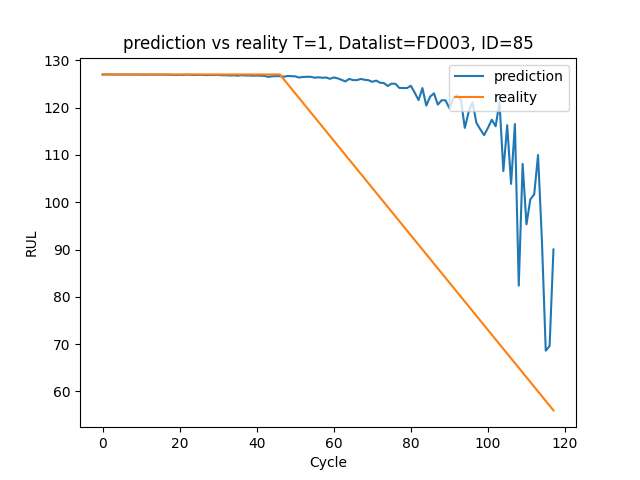 prediction vs reality T=1, Datalist=FD003, ID=85
prediction
reality
RUL
130
120
110
100
90
80
70
60
0 20 40 60 80 100 120
Cycle